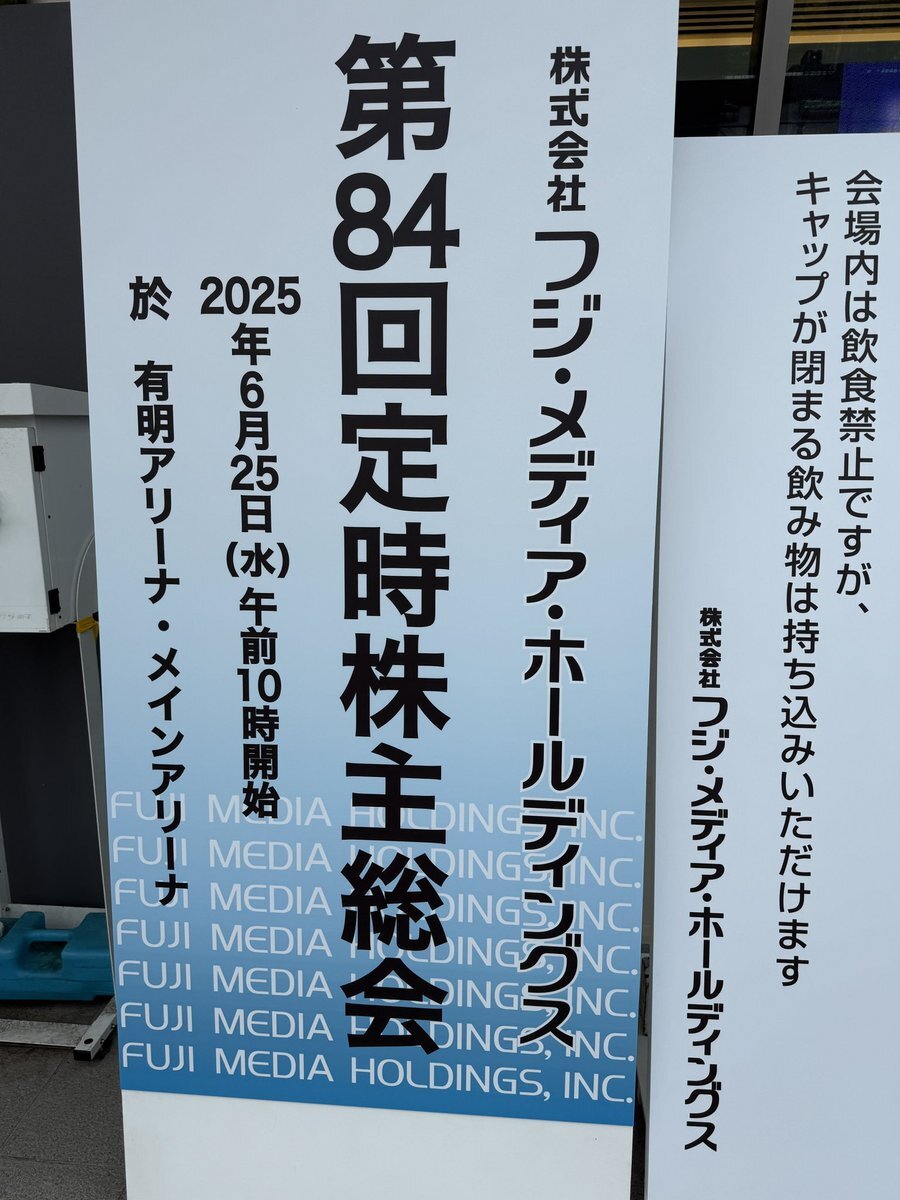 株式会社 フジ・メディア・ホールディングス
第84回定時株主総会
2025年6月25日(水)午前10時開始
於 有明アリーナ・メインアリーナ
FUJI MEDIA HOLDINGS, INC.
FUJI MEDIA HOLDINGS, INC.
FUJI MEDIA HOLDINGS, INC.
FUJI MEDIA HOLDINGS, INC.
FUJI MEDIA HOLDINGS, INC.
FUJI MEDIA HOLDINGS, INC.
FUJI MEDIA HOLDINGS, INC.
会場内は飲食禁止ですが、
キャップが閉まる飲み物は持ち込みいただけます
株式会社 フジ・メディア・ホールディングス